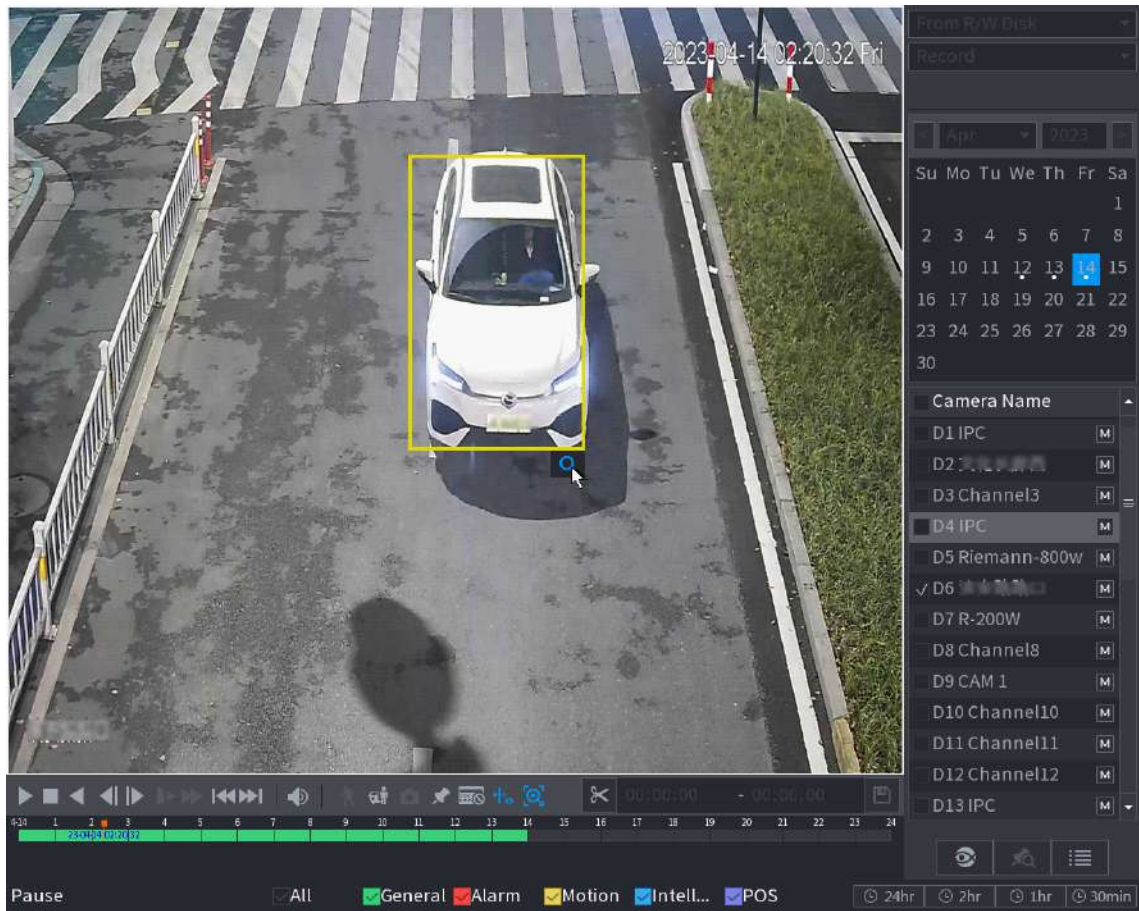 2023-04-14 02:20:32 Fri
From R/W Disk
Record
Apr
2023
Su Mo Tu We Th Fr Sa
1
2 3 4 5 6 7 8
9 10 11 12 13 14 15
16 17 18 19 20 21 22
23 24 25 26 27 28 29
30
Camera Name
D1 IPC M
D2 M
D3 Channel3 M
D4 IPC M
D5 Riemann-800w M
D6 M
D7 R-200W M
D8 Channel8 M
D9 CAM 1 M
D10 Channel10 M
D11 Channel11 M
D12 Channel12 M
D13 IPC M
00:00:00 - 00:00:00
4-14 1 2 3 4 5 6 7 8 9 10 11 12 13 14 15 16 17 18 19 20 21 22 23 24
Pause
All General Alarm Motion Intell... POS
24hr 2hr 1hr 30min